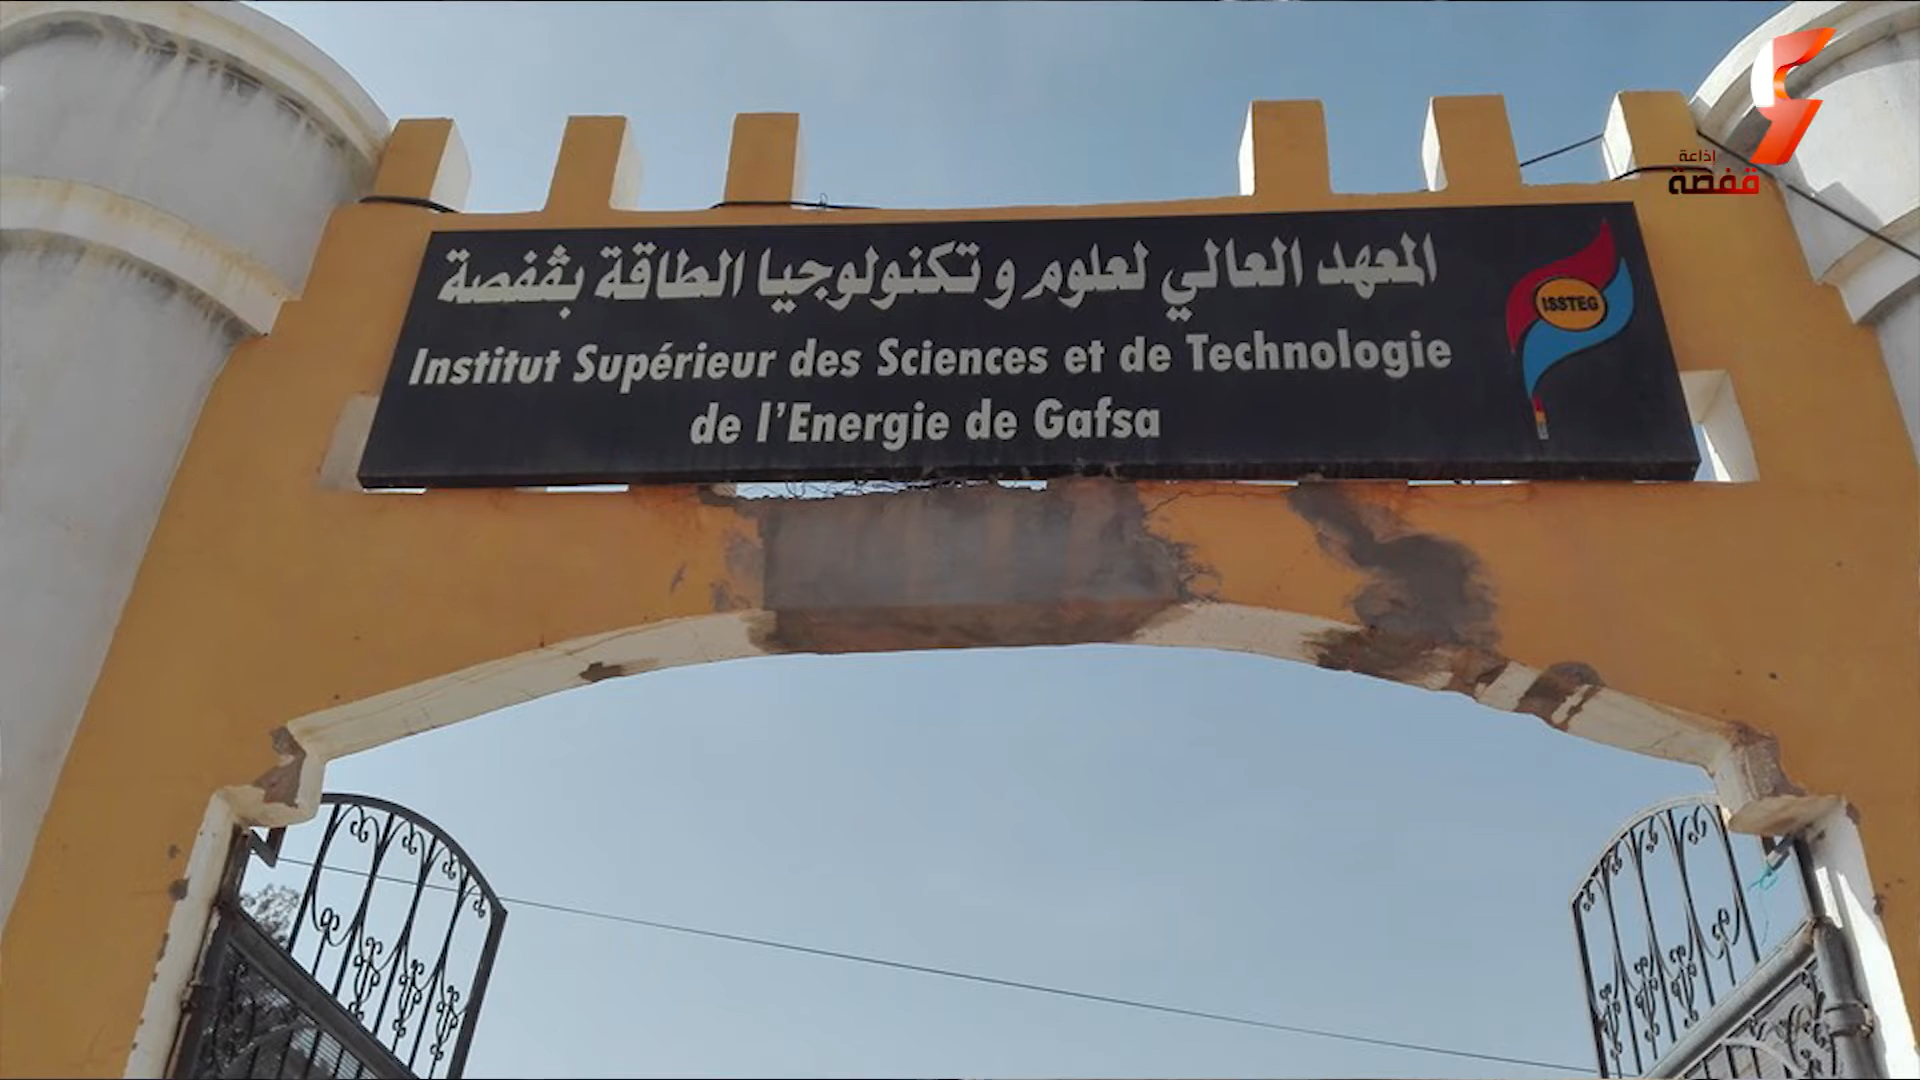 إذاعة
قفصة
المعهد العالي لعلوم و تكنولوجيا الطاقة بڨفصة
Institut Supérieur des Sciences et de Technologie
de l'Energie de Gafsa
ISSTEG